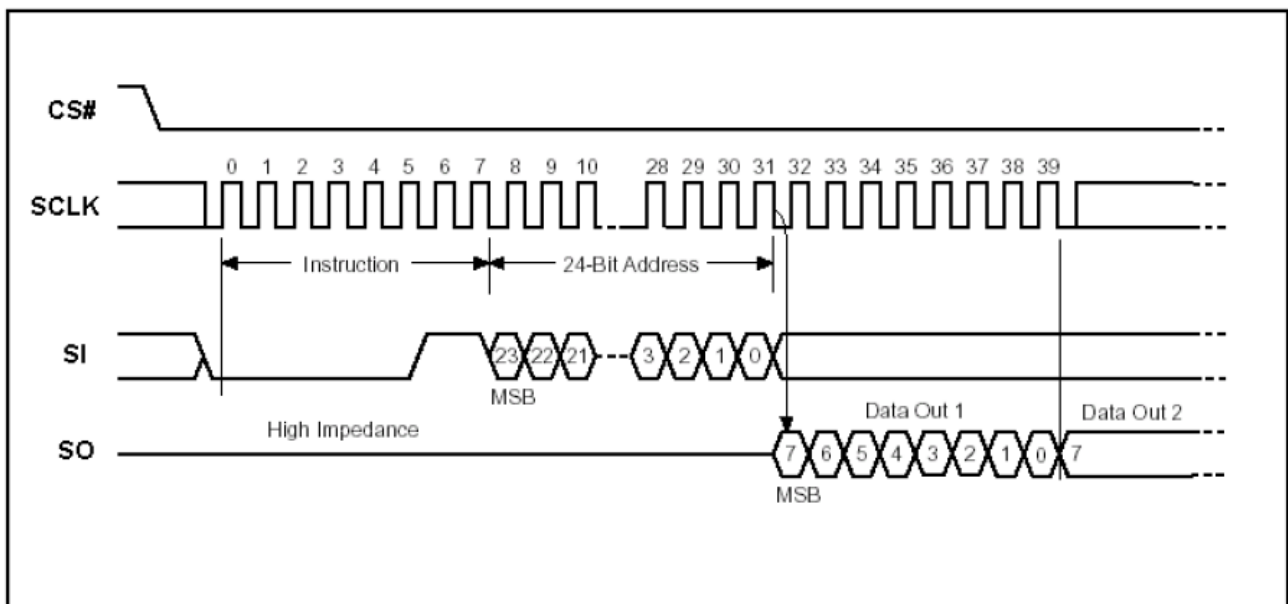 CS#
0 1 2 3 4 5 6 7 8 9 10 28 29 30 31 32 33 34 35 36 37 38 39
SCLK
Instruction 24-Bit Address
SI
23 22 21 3 2 1 0
MSB
High Impedance Data Out 1 Data Out 2
SO
7 6 5 4 3 2 1 0 7
MSB